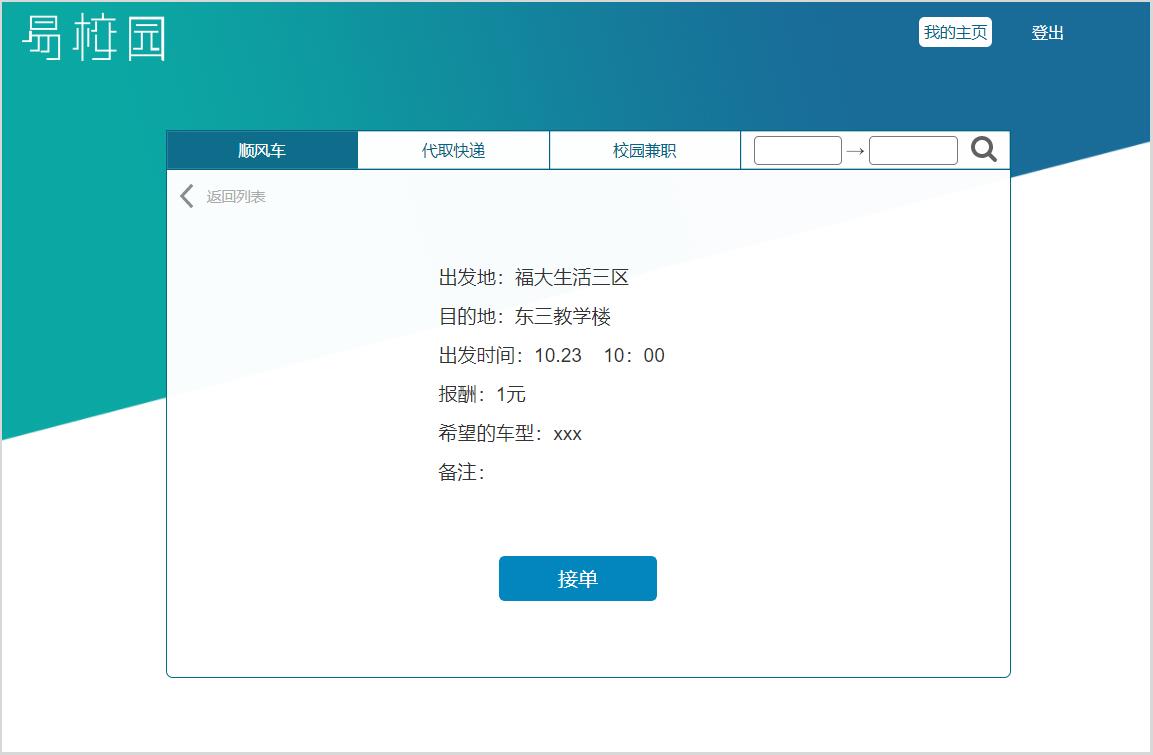 易校园
我的主页 登出
顺风车 代取快递 校园兼职 →
返回列表
出发地：福大生活三区
目的地：东三教学楼
出发时间：10.23 10：00
报酬：1元
希望的车型：xxx
备注：
接单